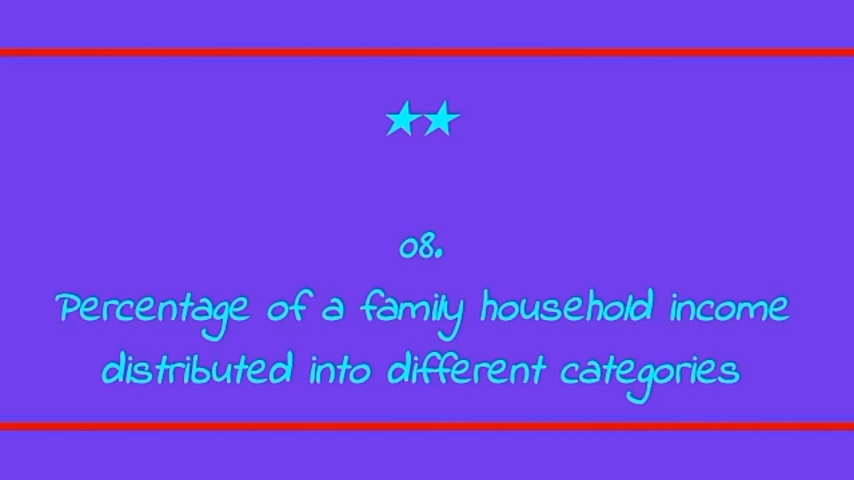 ★★
08.
Percentage of a family household income
distributed into different categories